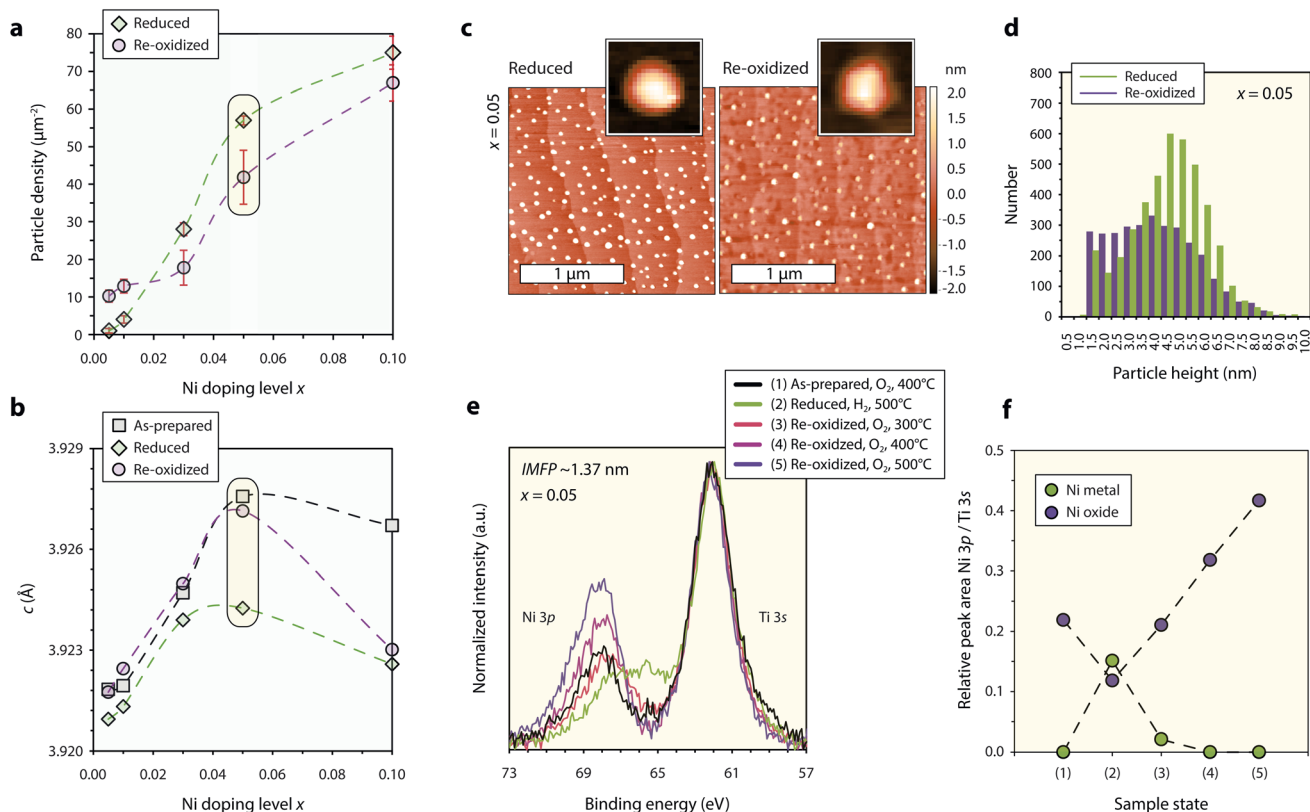 a
Reduced
Re-oxidized
Particle density (μm⁻²)
80
70
60
50
40
30
20
10
0
0.00 0.02 0.04 0.06 0.08 0.10
Ni doping level x
b
As-prepared
Reduced
Re-oxidized
c (Å)
3.929
3.926
3.923
3.920
0.00 0.02 0.04 0.06 0.08 0.10
Ni doping level x
c
Reduced
Re-oxidized
x = 0.05
1 μm
1 μm
nm
2.0
1.5
1.0
0.5
0.0
-0.5
-1.0
-1.5
-2.0
d
Reduced
Re-oxidized
x = 0.05
Number
800
700
600
500
400
300
200
100
0
0.5 1.0 1.5 2.0 2.5 3.0 3.5 4.0 4.5 5.0 5.5 6.0 6.5 7.0 7.5 8.0 8.5 9.0 9.5 10.0
Particle height (nm)
e
(1) As-prepared, O₂, 400°C
(2) Reduced, H₂, 500°C
(3) Re-oxidized, O₂, 300°C
(4) Re-oxidzed, O₂, 400°C
(5) Re-oxidized, O₂, 500°C
IMFP ~1.37 nm
x = 0.05
Ni 3p
Ti 3s
Normalized intensity (a.u.)
73 69 65 61 57
Binding energy (eV)
f
Ni metal
Ni oxide
Relative peak area Ni 3p / Ti 3s
0.5
0.4
0.3
0.2
0.1
0.0
(1) (2) (3) (4) (5)
Sample state